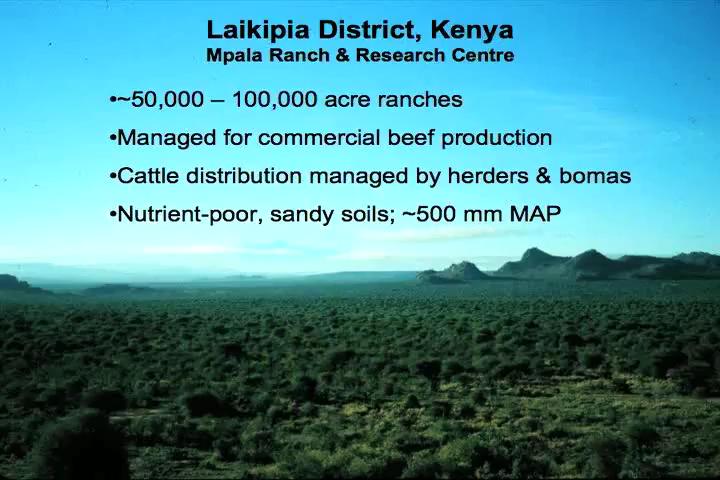 Laikipia District, Kenya
Mpala Ranch & Research Centre
•~50,000 – 100,000 acre ranches
•Managed for commercial beef production
•Cattle distribution managed by herders & bomas
•Nutrient-poor, sandy soils; ~500 mm MAP